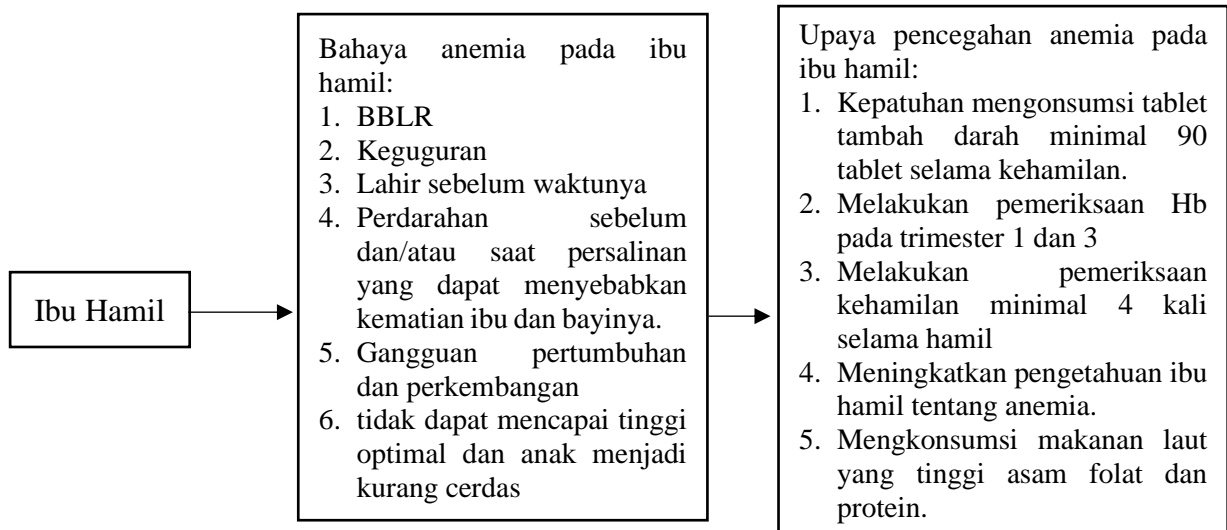 Ibu Hamil
Bahaya anemia pada ibu
hamil:
1. BBLR
2. Keguguran
3. Lahir sebelum waktunya
4. Perdarahan sebelum
dan/atau saat persalinan
yang dapat menyebabkan
kematian ibu dan bayinya.
5. Gangguan pertumbuhan
dan perkembangan
6. tidak dapat mencapai tinggi
optimal dan anak menjadi
kurang cerdas
Upaya pencegahan anemia pada
ibu hamil:
1. Kepatuhan mengonsumsi tablet
tambah darah minimal 90
tablet selama kehamilan.
2. Melakukan pemeriksaan Hb
pada trimester 1 dan 3
3. Melakukan pemeriksaan
kehamilan minimal 4 kali
selama hamil
4. Meningkatkan pengetahuan ibu
hamil tentang anemia.
5. Mengkonsumsi makanan laut
yang tinggi asam folat dan
protein.